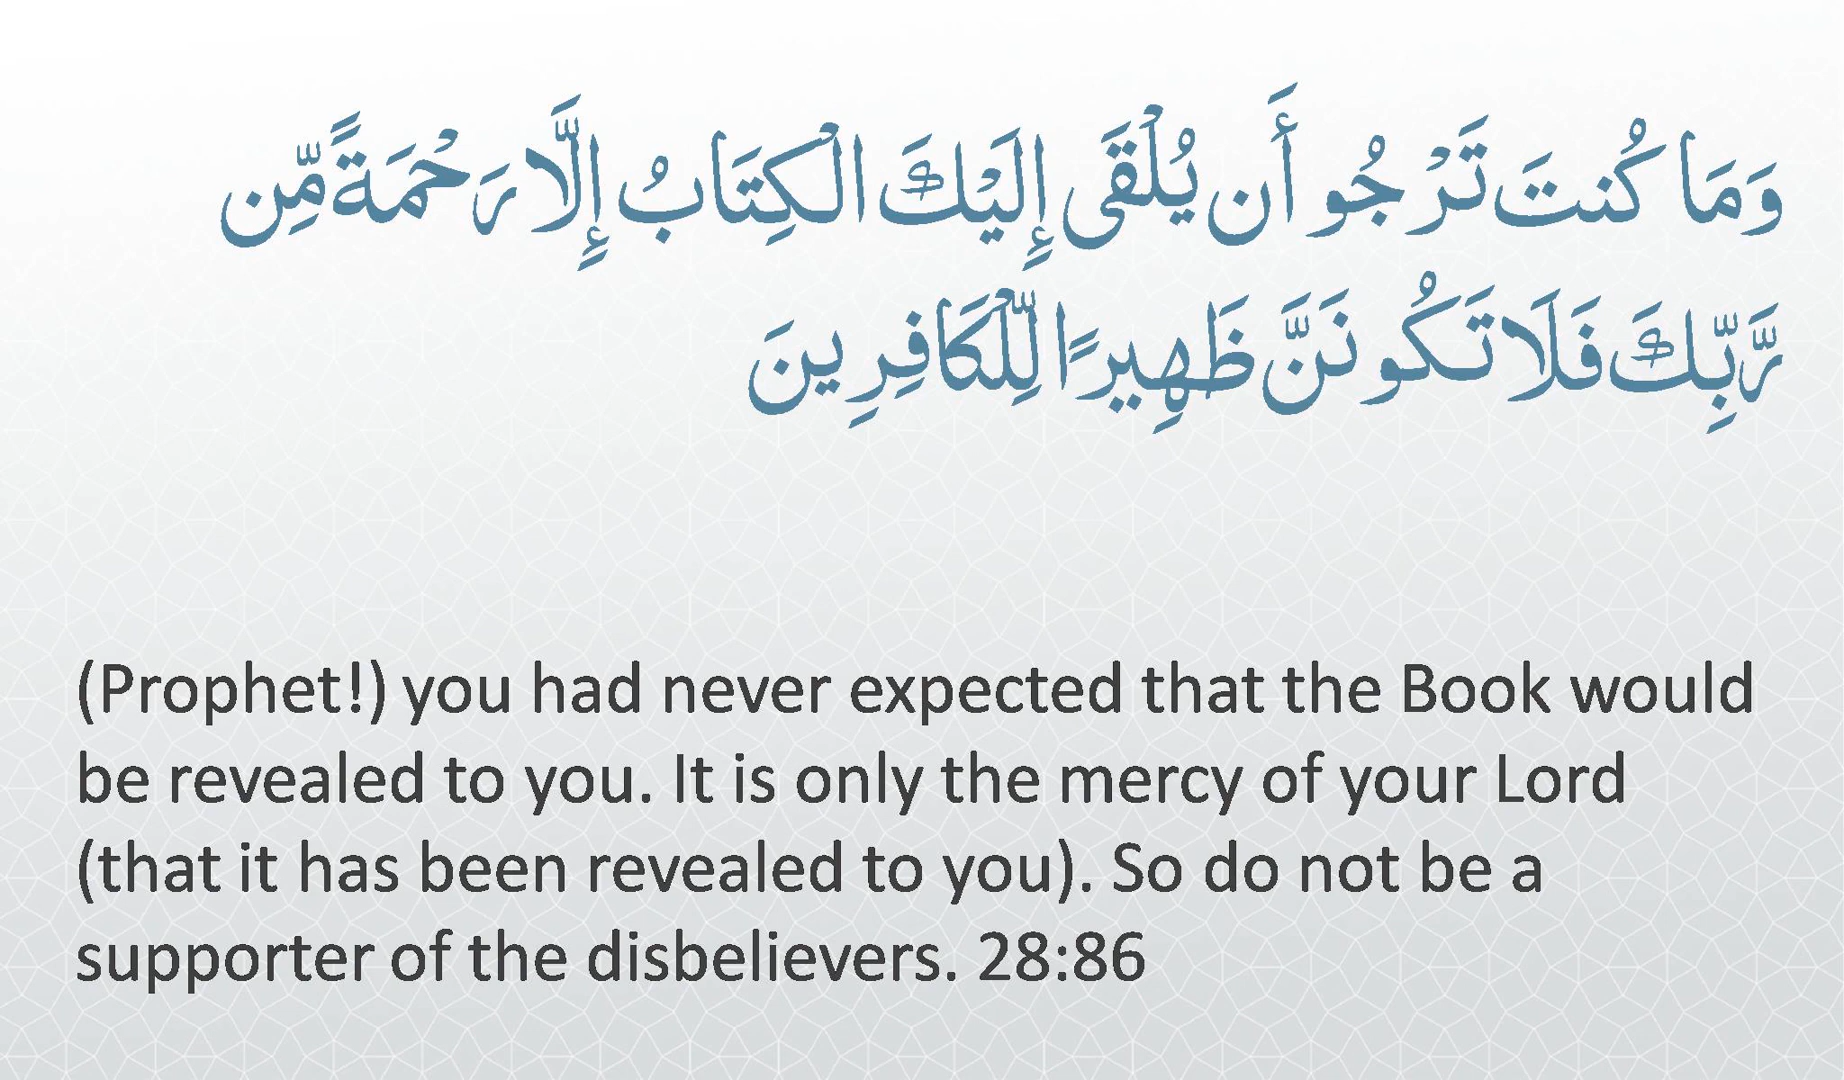 وَمَا كُنتَ تَرْجُو أَن يُلْقَى إِلَيْكَ الْكِتَابُ إِلَّا رَحْمَةً مِّن
رَّبِّكَ فَلَا تَكُونَنَّ ظَهِيرًا لِّلْكَافِرِينَ
(Prophet!) you had never expected that the Book would
be revealed to you. It is only the mercy of your Lord
(that it has been revealed to you). So do not be a
supporter of the disbelievers. 28:86